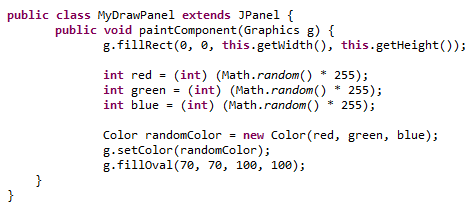 public class MyDrawPanel extends JPanel {
public void paintComponent(Graphics g) {
g.fillRect(0, 0, this.getWidth(), this.getHeight());
int red = (int) (Math.random() * 255);
int green = (int) (Math.random() * 255);
int blue = (int) (Math.random() * 255);
Color randomColor = new Color(red, green, blue);
g.setColor(randomColor);
g.fillOval(70, 70, 100, 100);
}
}